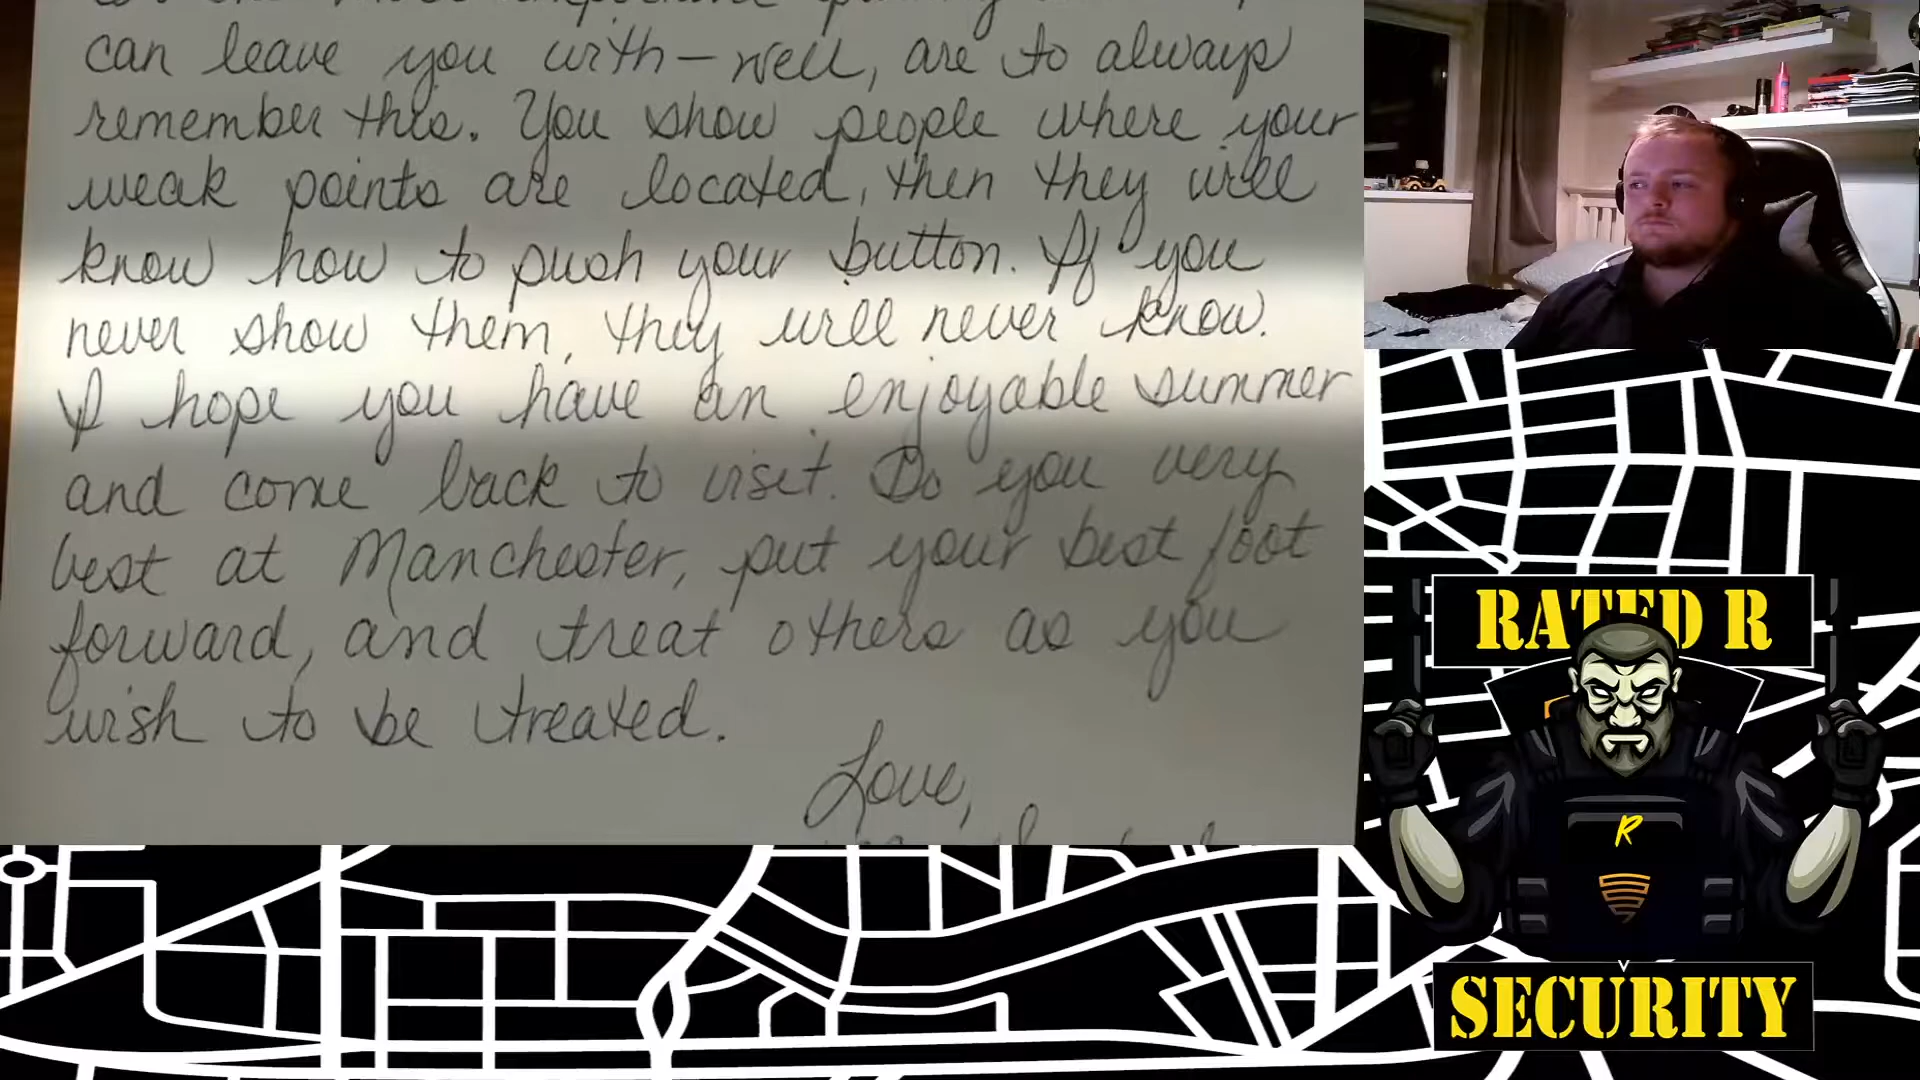 can leave you with - well, are to always
remember this. You show people where your
weak points are located, then they will
know how to push your button. If you
never show them, they will never know.
I hope you have an enjoyable summer
and come back to visit. Do you very
best at Manchester, put your best foot
forward, and treat others as you
wish to be treated.
Love,
RATED R
R
SECURITY